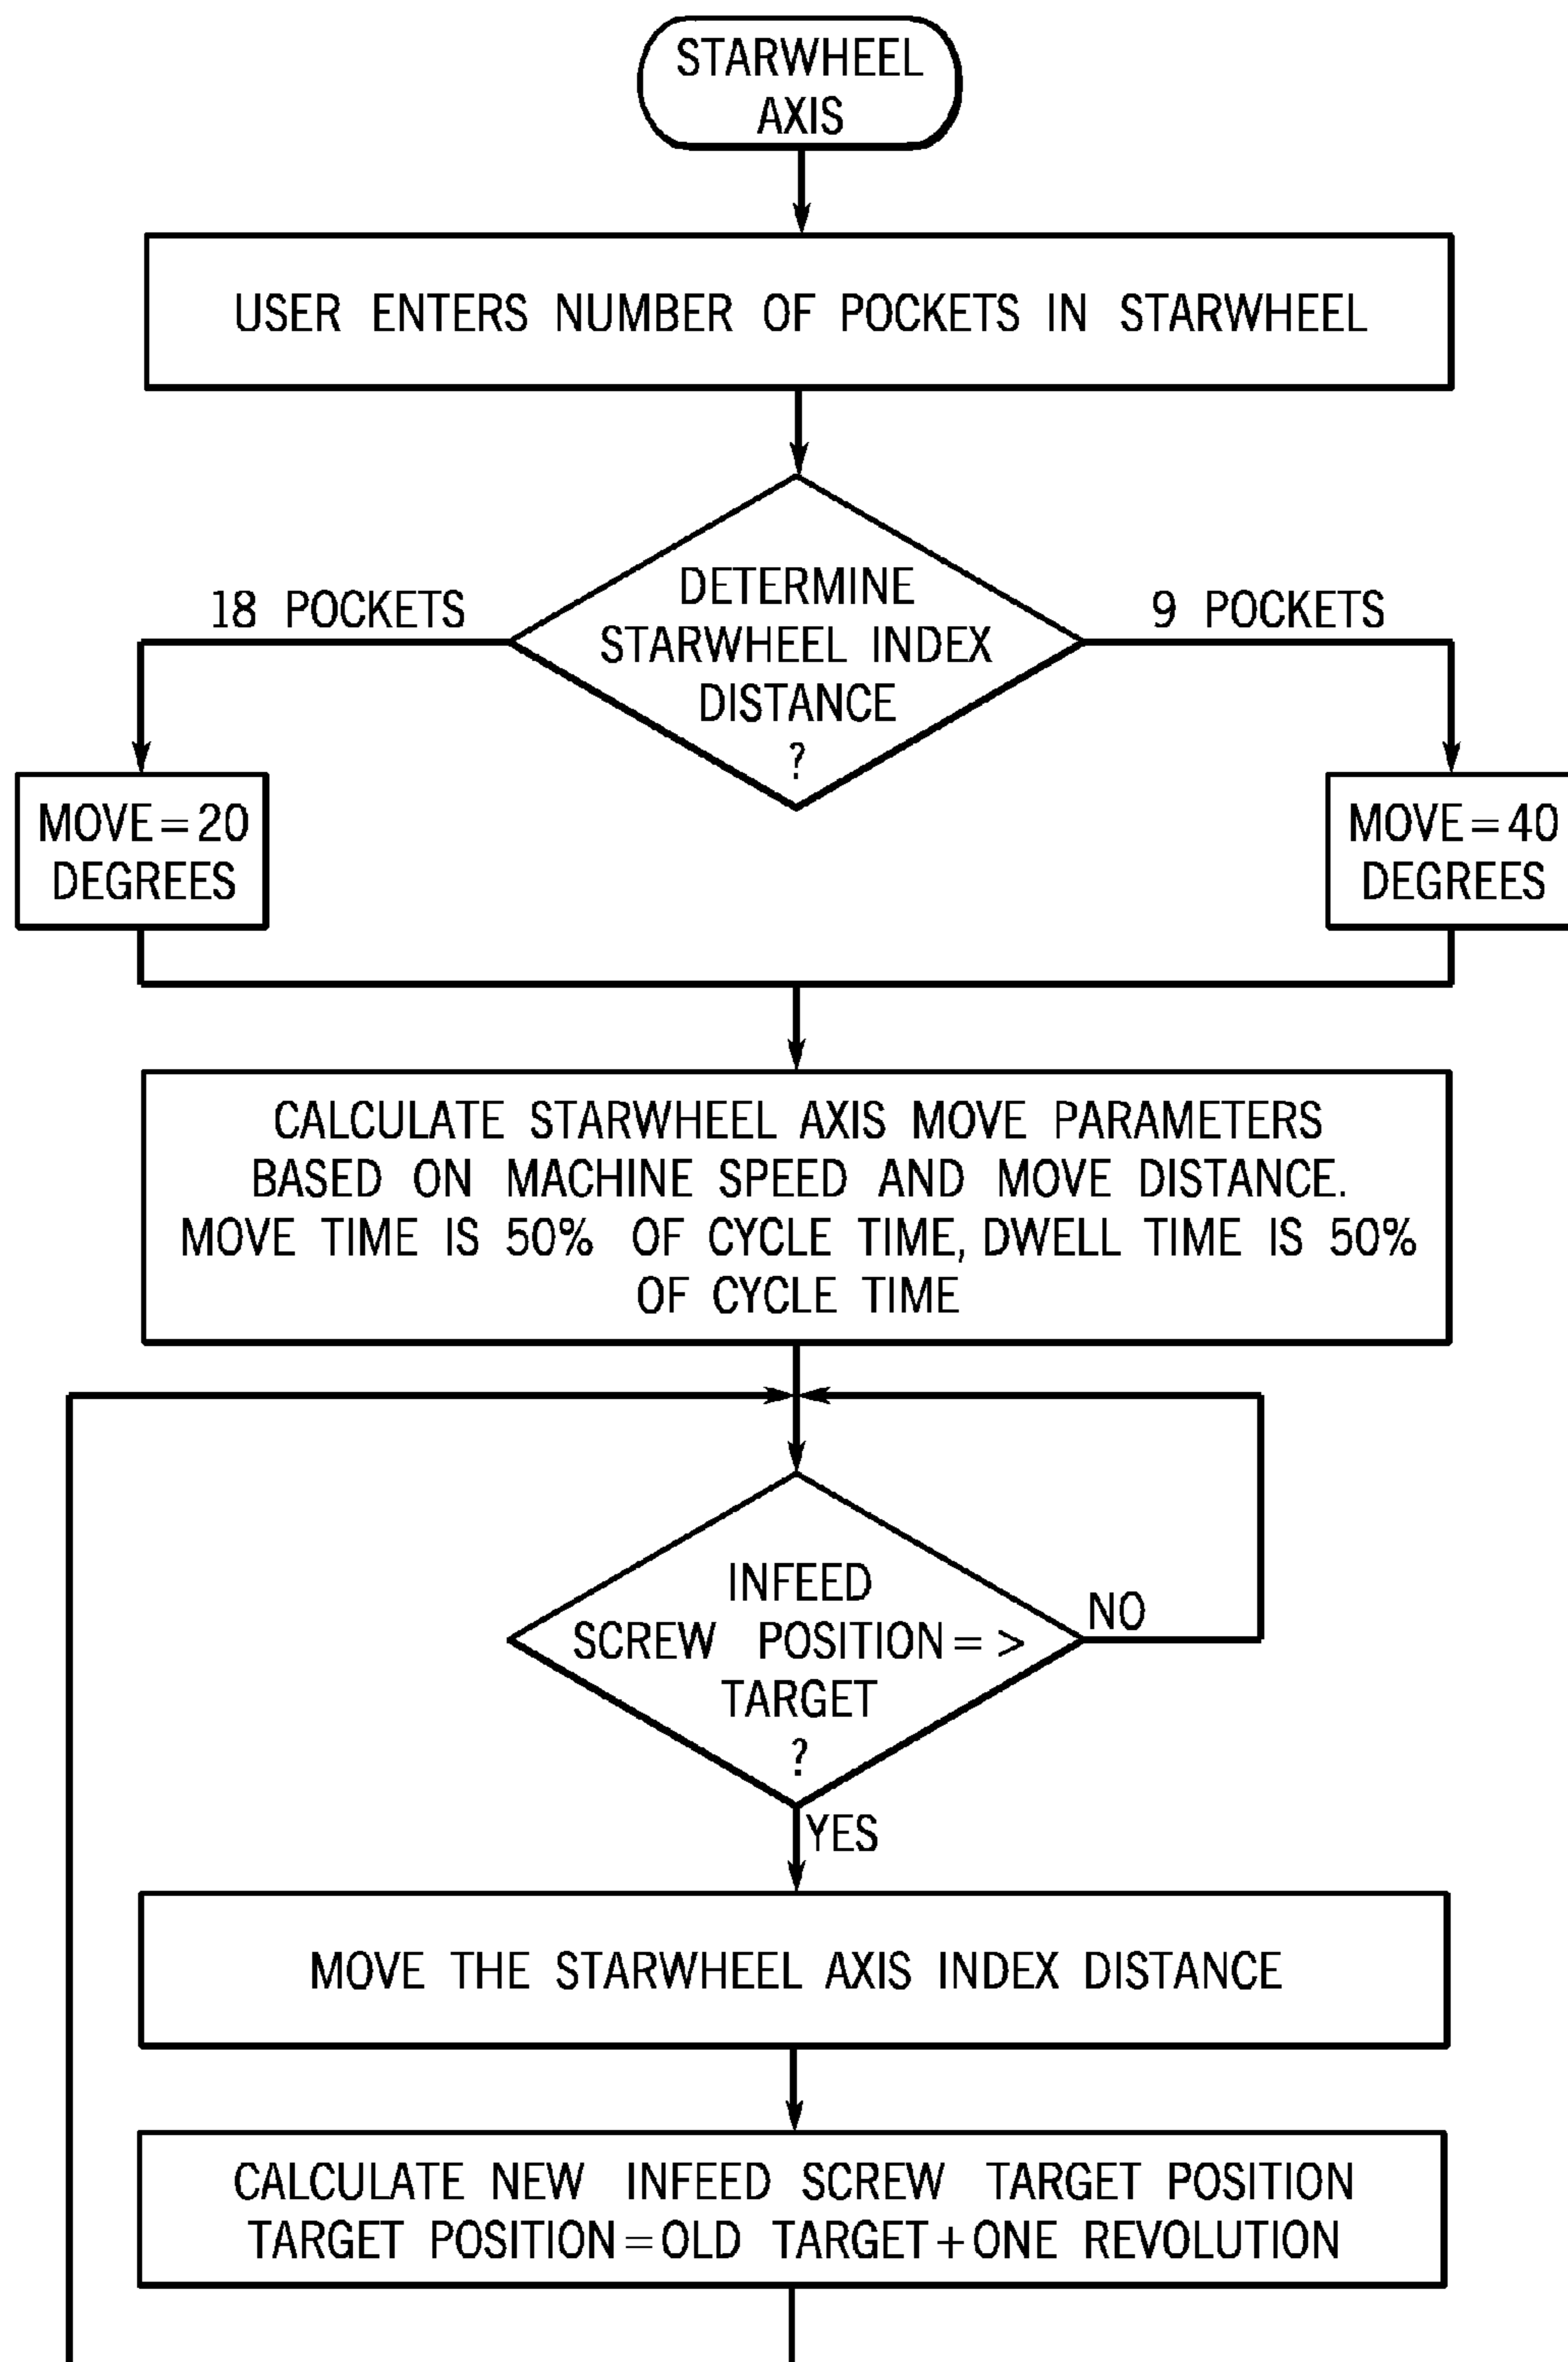 STARWHEEL
AXIS
USER ENTERS NUMBER OF POCKETS IN STARWHEEL
18 POCKETS
DETERMINE
STARWHEEL INDEX
DISTANCE
?
9 POCKETS
MOVE=20
DEGREES
MOVE=40
DEGREES
CALCULATE STARWHEEL AXIS MOVE PARAMETERS
BASED ON MACHINE SPEED AND MOVE DISTANCE.
MOVE TIME IS 50% OF CYCLE TIME, DWELL TIME IS 50%
OF CYCLE TIME
INFEED
SCREW POSITION= >
TARGET
?
NO
YES
MOVE THE STARWHEEL AXIS INDEX DISTANCE
CALCULATE NEW INFEED SCREW TARGET POSITION
TARGET POSITION=OLD TARGET+ONE REVOLUTION